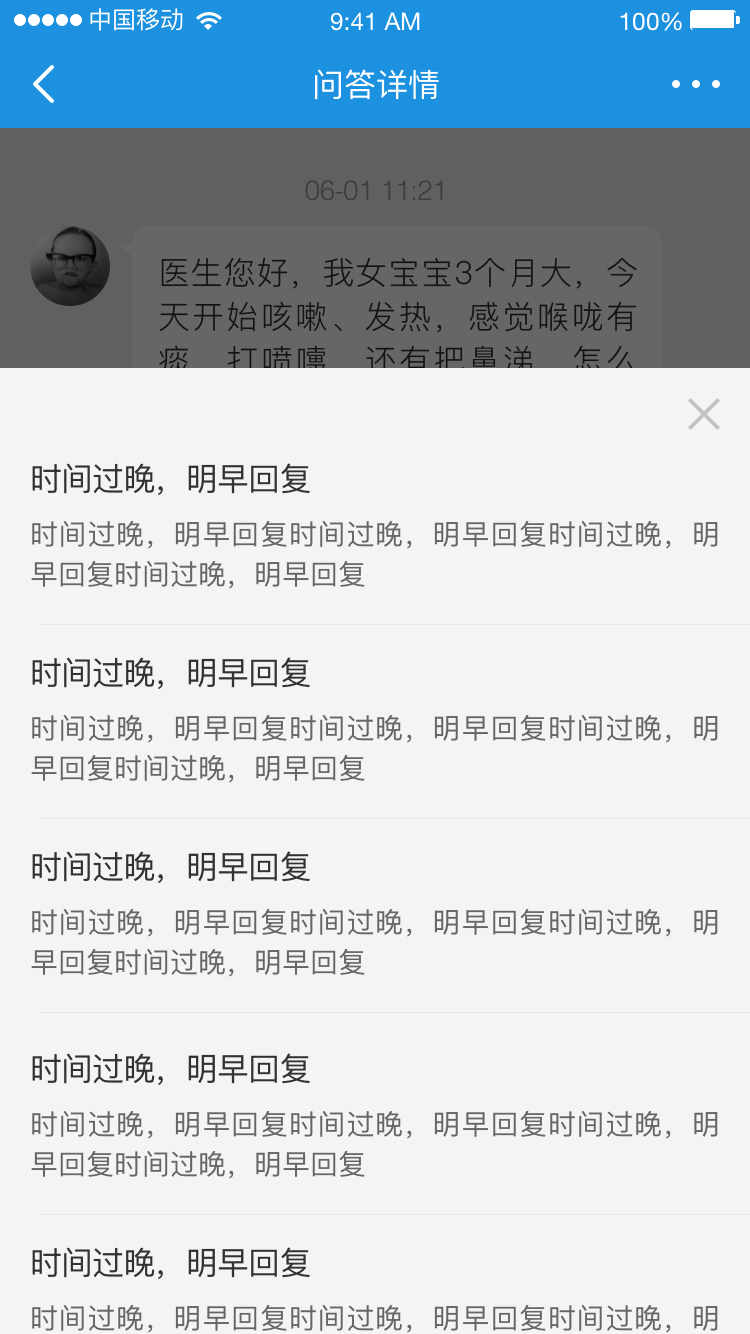 中国移动 9:41 AM 100%
问答详情
06-01 11:21
医生您好，我女宝宝3个月大，今
天开始咳嗽、发热，感觉喉咙有
痰，打喷嚏，还有把鼻涕，怎么
时间过晚，明早回复
时间过晚，明早回复时间过晚，明早回复时间过晚，明
早回复时间过晚，明早回复
时间过晚，明早回复
时间过晚，明早回复时间过晚，明早回复时间过晚，明
早回复时间过晚，明早回复
时间过晚，明早回复
时间过晚，明早回复时间过晚，明早回复时间过晚，明
早回复时间过晚，明早回复
时间过晚，明早回复
时间过晚，明早回复时间过晚，明早回复时间过晚，明
早回复时间过晚，明早回复
时间过晚，明早回复
时间过晚，明早回复时间过晚，明早回复时间过晚，明